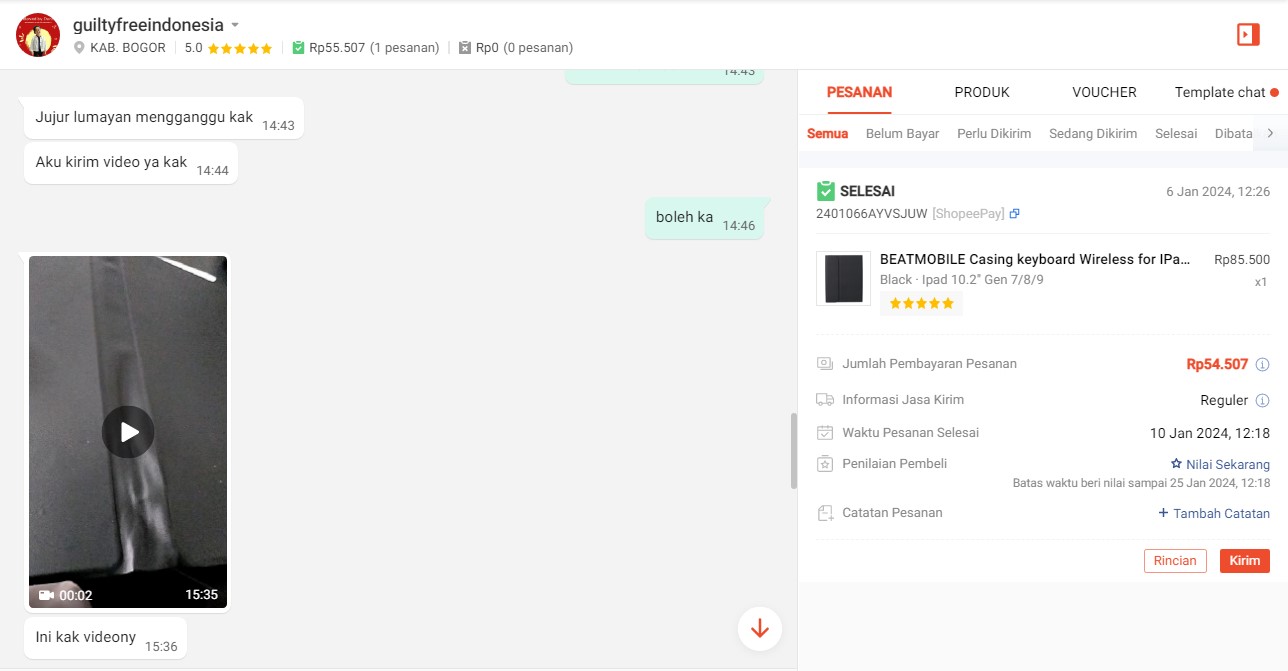 guiltyfreeindonesia
KAB. BOGOR 5.0 Rp55.507 (1 pesanan) Rp0 (0 pesanan)
14:43
Jujur lumayan mengganggu kak 14:43
Aku kirim video ya kak 14:44
boleh ka 14:46
00:02 15:35
Ini kak videony 15:36
PESANAN PRODUK VOUCHER Template chat
Semua Belum Bayar Perlu Dikirim Sedang Dikirim Selesai Dibata
SELESAI 6 Jan 2024, 12:26
2401066AYVSJUW [ShopeePay]
BEATMOBILE Casing keyboard Wireless for IPa... Rp85.500
Black · Ipad 10.2" Gen 7/8/9 x1
Jumlah Pembayaran Pesanan Rp54.507
Informasi Jasa Kirim Reguler
Waktu Pesanan Selesai 10 Jan 2024, 12:18
Penilaian Pembeli Nilai Sekarang
Batas waktu beri nilai sampai 25 Jan 2024, 12:18
Catatan Pesanan + Tambah Catatan
Rincian Kirim